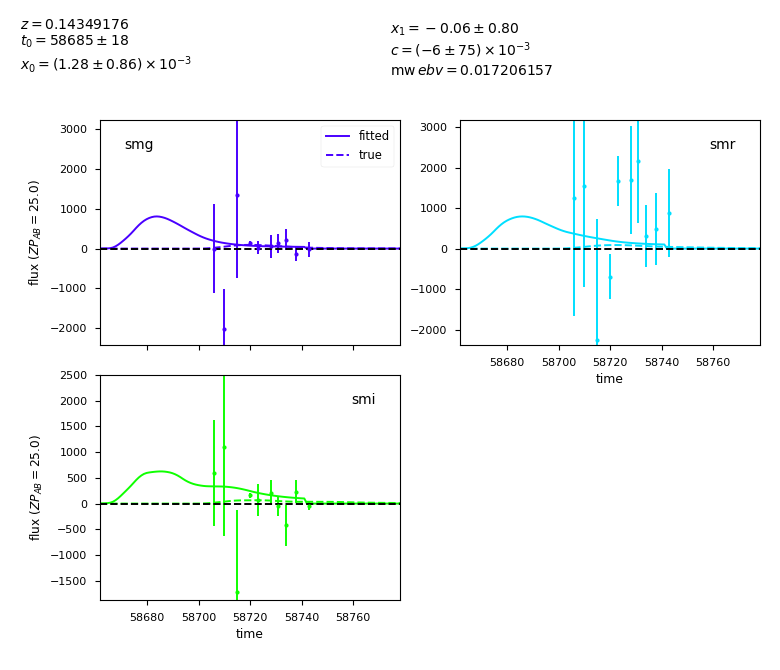 z = 0.14349176
t₀ = 58685 ± 18
x₀ = (1.28 ± 0.86) × 10⁻³
x₁ = −0.06 ± 0.80
c = (−6 ± 75) × 10⁻³
mw ebv = 0.017206157
smg
fitted
true
3000
2000
1000
0
−1000
−2000
flux (ZP_AB = 25.0)
smr
3000
2000
1000
0
−1000
−2000
58680 58700 58720 58740 58760
time
smi
2500
2000
1500
1000
500
0
−500
−1000
−1500
flux (ZP_AB = 25.0)
58680 58700 58720 58740 58760
time